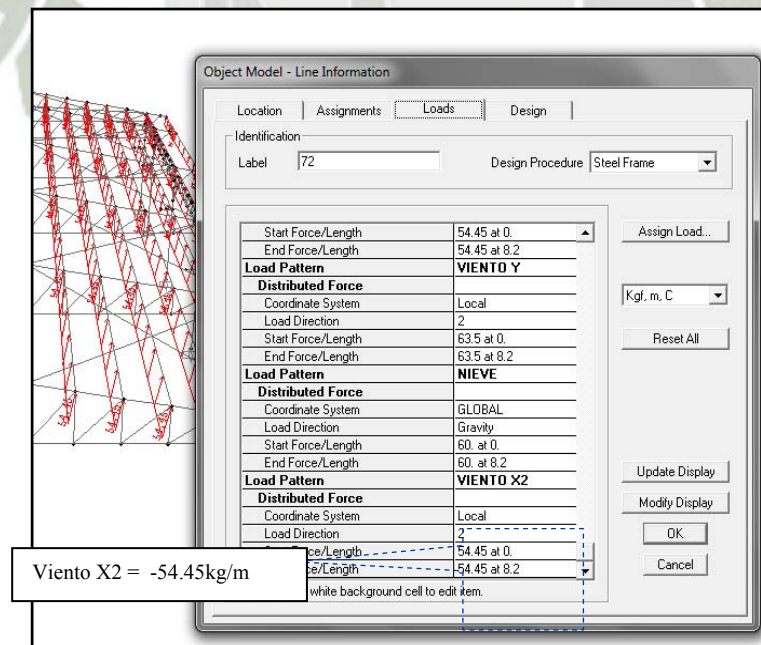 Object Model - Line Information
Location Assignments Loads Design
Identification
Label 72 Design Procedure Steel Frame
Start Force/Length 54.45 at 0.
End Force/Length 54.45 at 8.2
Load Pattern VIENTO Y
Distributed Force
Coordinate System Local
Load Direction 2
Start Force/Length 63.5 at 0.
End Force/Length 63.5 at 8.2
Load Pattern NIEVE
Distributed Force
Coordinate System GLOBAL
Load Direction Gravity
Start Force/Length 60. at 0.
End Force/Length 60. at 8.2
Load Pattern VIENTO X2
Distributed Force
Coordinate System Local
Load Direction 2
ce/Length 54.45 at 0.
ce/Length 54.45 at 8.2
white background cell to edit item.
Assign Load...
Kgf, m, C
Reset All
Update Display
Modify Display
OK
Cancel
Viento X2 = -54.45kg/m